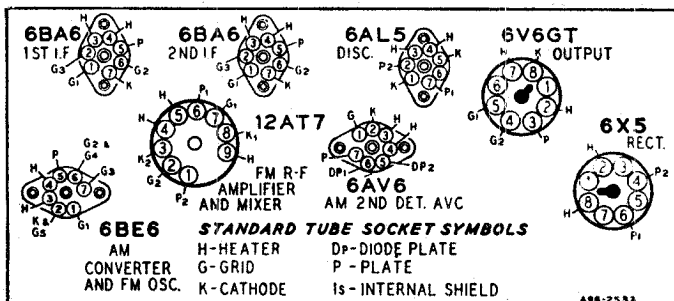 6BA6
1ST I.F
6BA6
2ND I.F
6AL5
DISC.
6V6GT
OUTPUT
12AT7
FM R-F
AMPLIFIER
AND MIXER
6AV6
AM 2ND DET. AVC
6X5
RECT.
6BE6
AM
CONVERTER
AND FM OSC.
STANDARD TUBE SOCKET SYMBOLS
H-HEATER
G-GRID
K-CATHODE
DP-DIODE PLATE
P-PLATE
Is-INTERNAL SHIELD
A96-2532